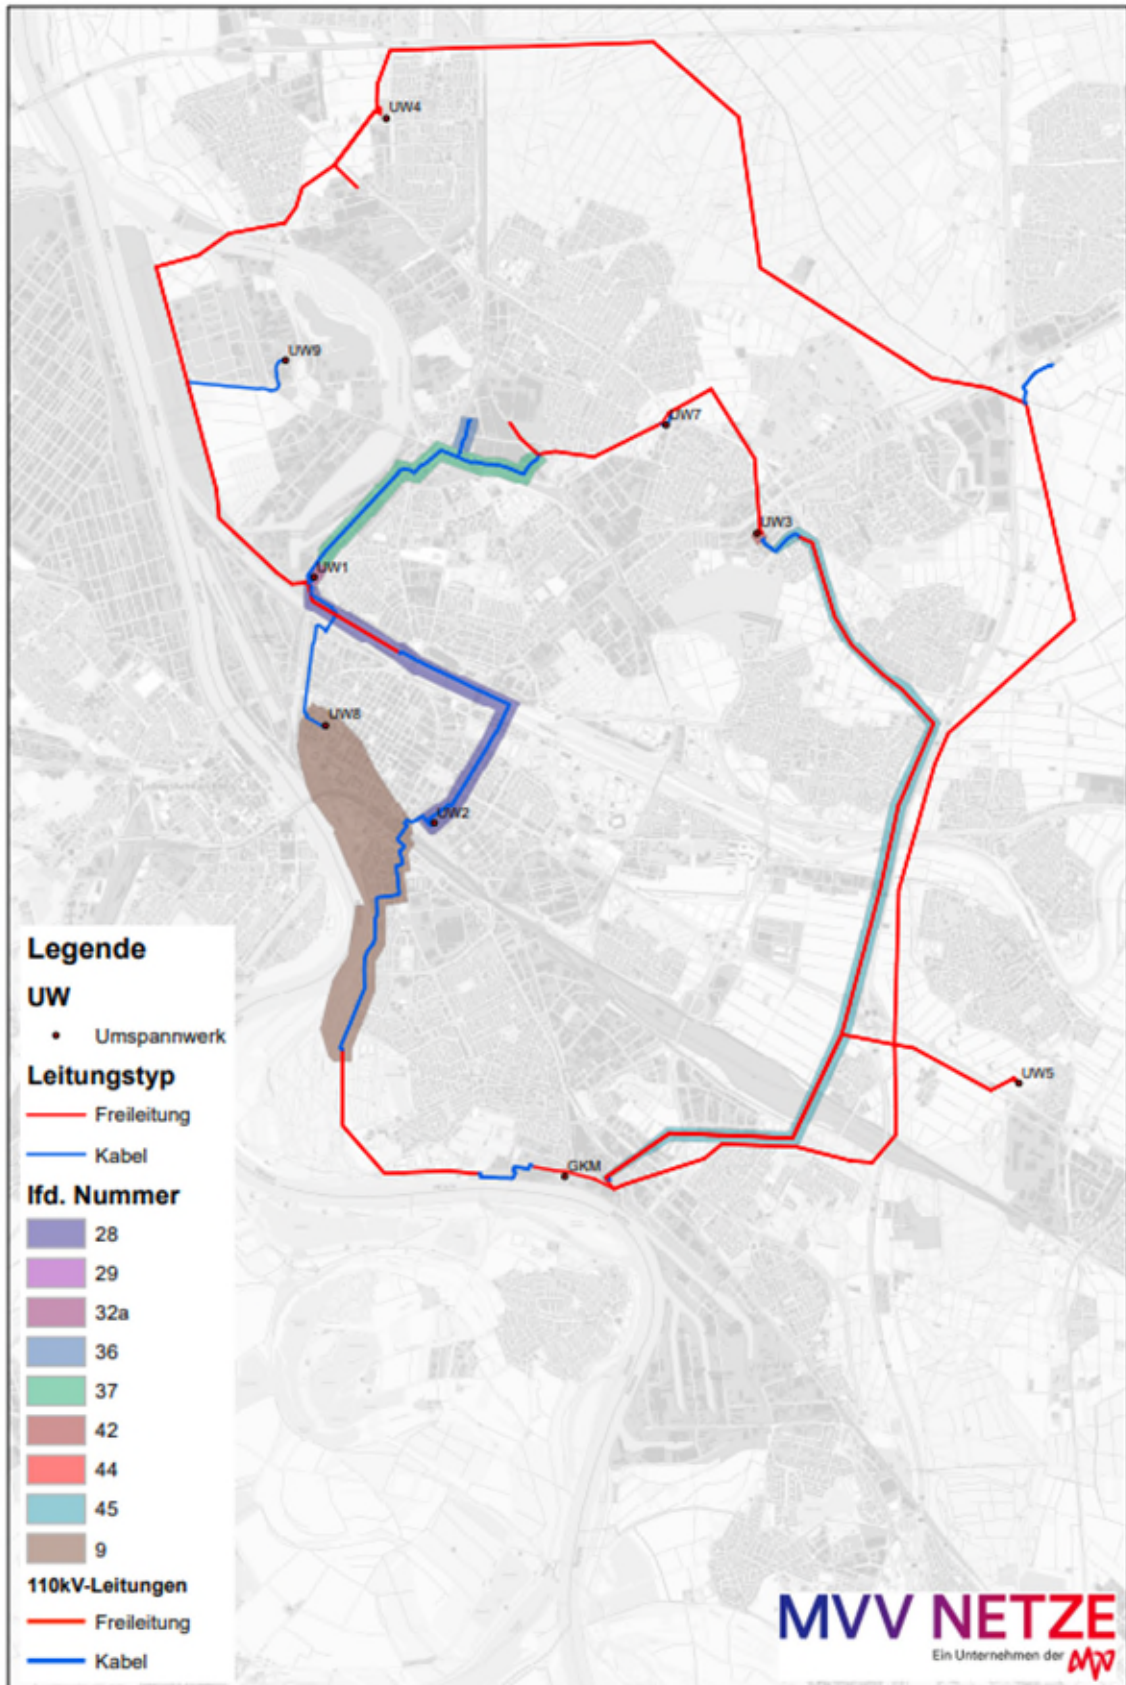 UW4
UW9
UW7
UW3
UW1
UW8
UW2
UW5
GKM
Legende
UW
Umspannwerk
Leitungstyp
Freileitung
Kabel
lfd. Nummer
28
29
32a
36
37
42
44
45
9
110kV-Leitungen
Freileitung
Kabel
MVV NETZE
Ein Unternehmen der MVV